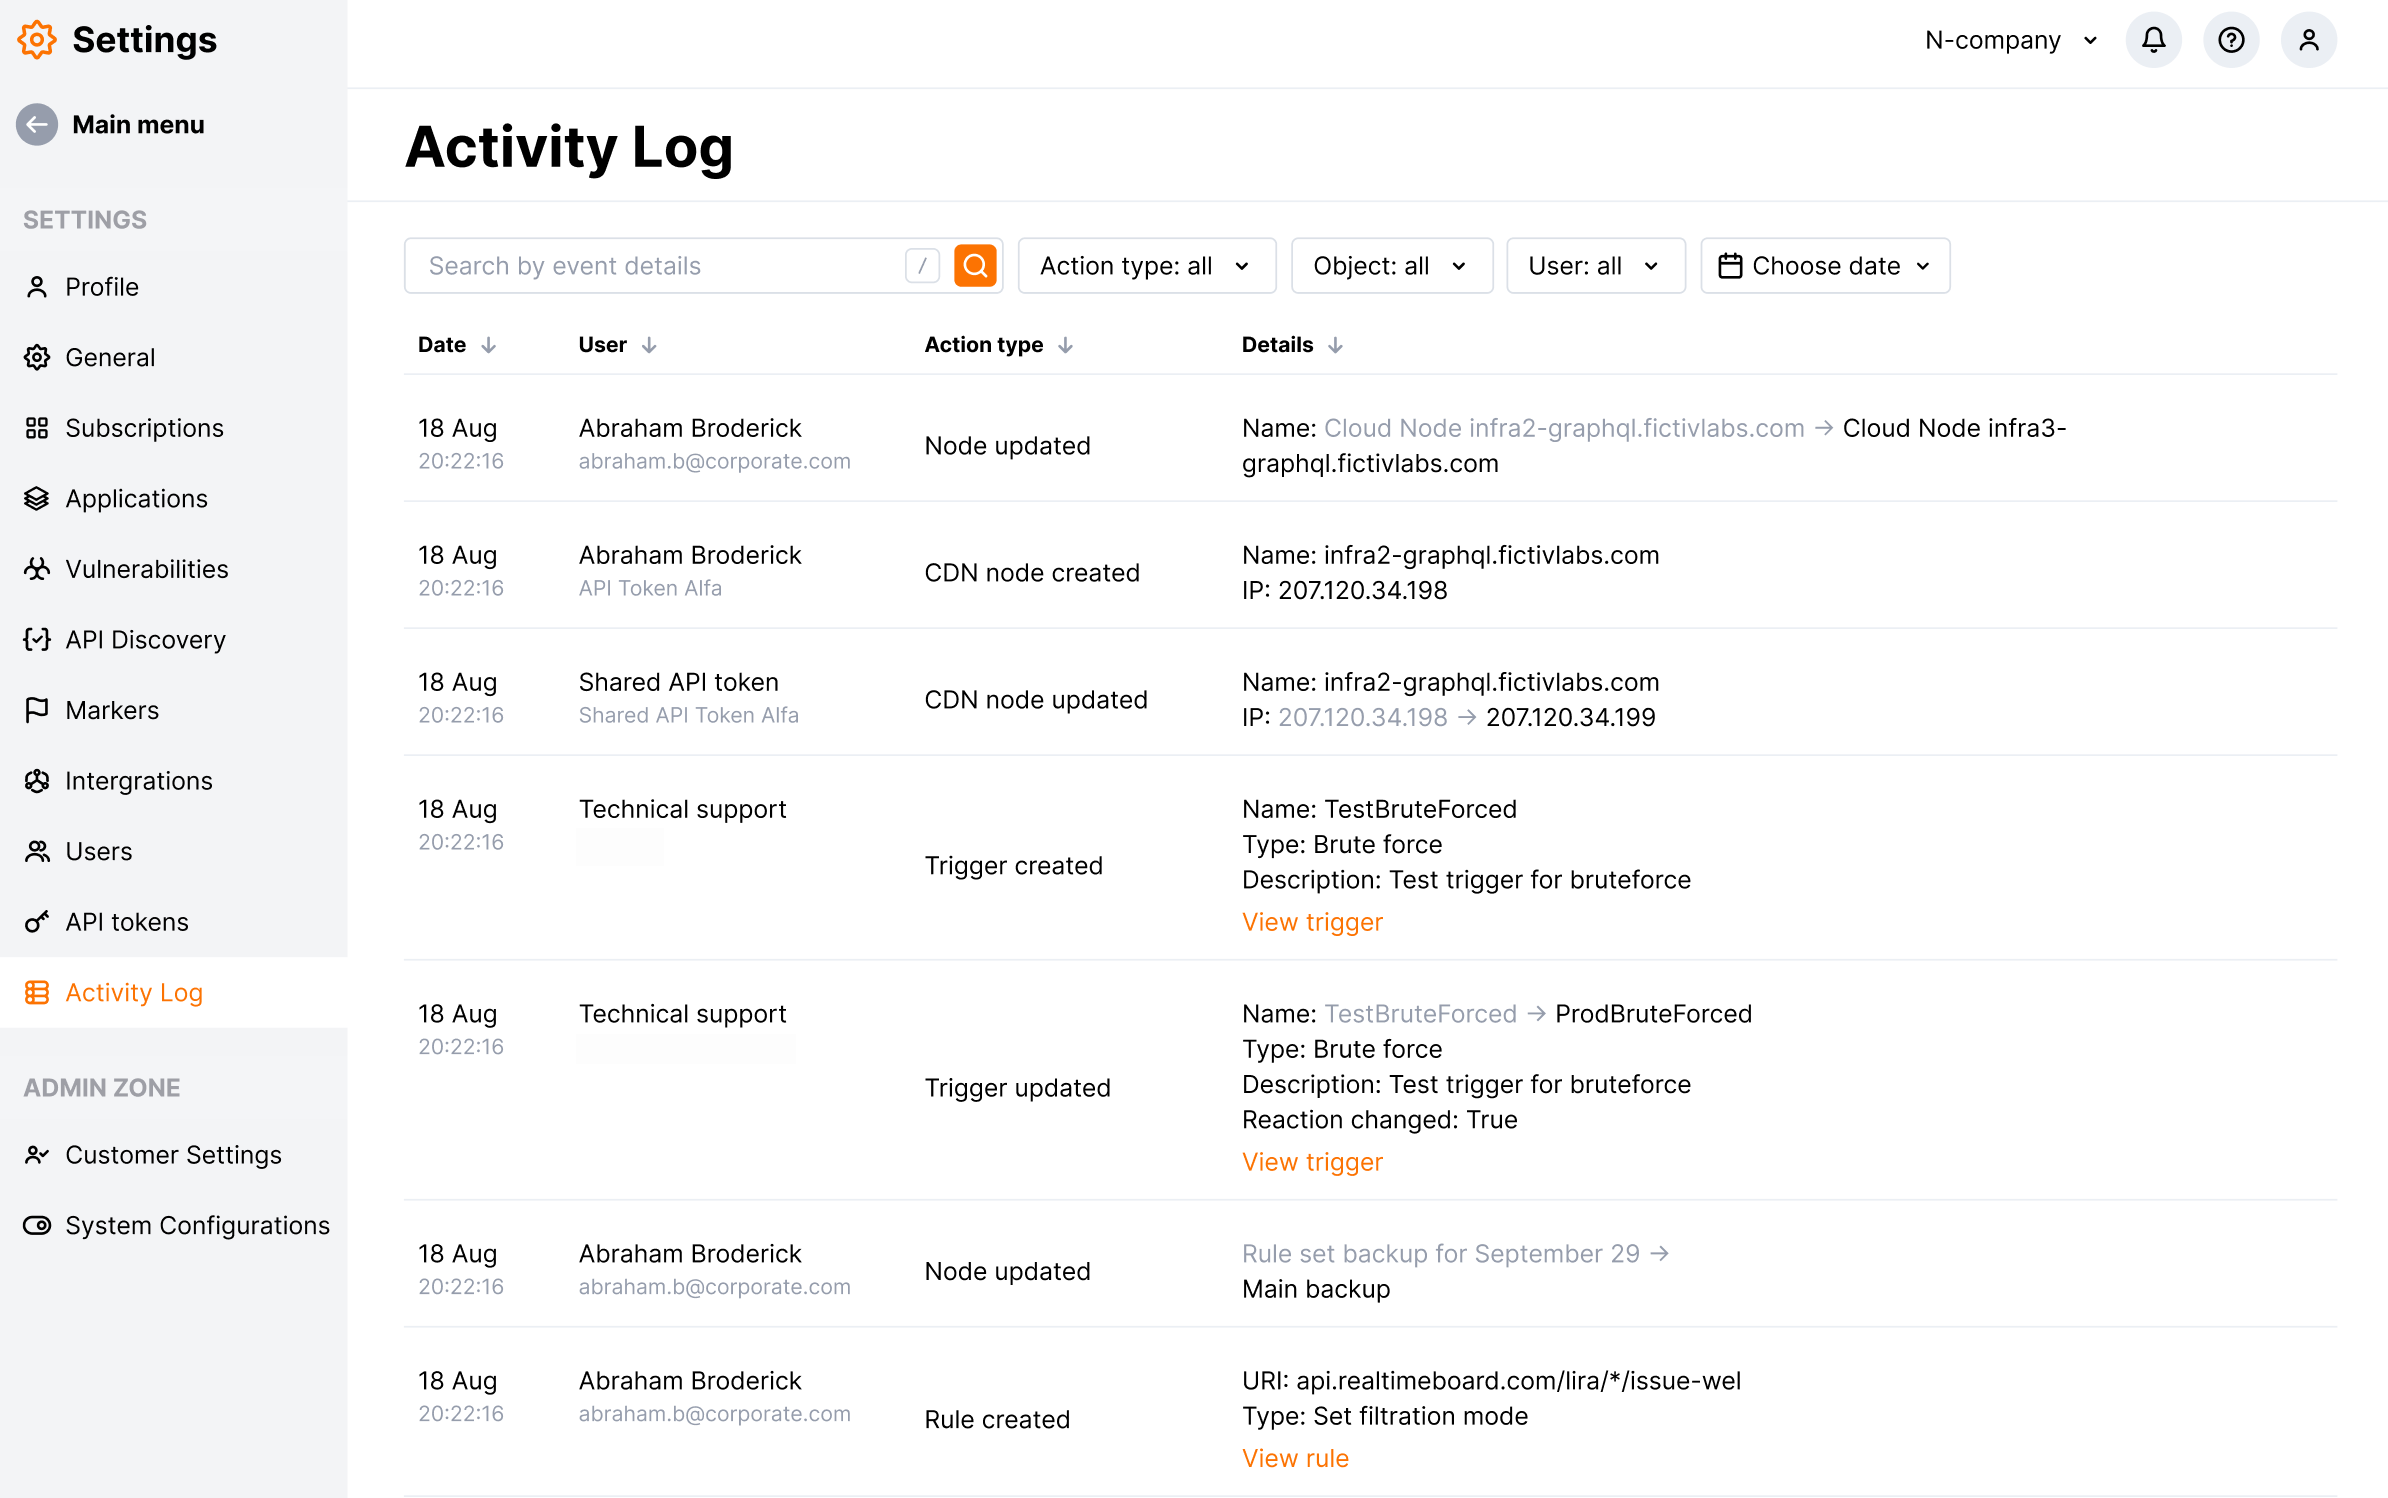 Settings
Main menu
SETTINGS
Profile
General
Subscriptions
Applications
Vulnerabilities
API Discovery
Markers
Intergrations
Users
API tokens
Activity Log
ADMIN ZONE
Customer Settings
System Configurations
N-company
Activity Log
Search by event details /
Action type: all
Object: all
User: all
Choose date
Date User Action type Details
18 Aug
20:22:16
Abraham Broderick
abraham.b@corporate.com
Node updated
Name: Cloud Node infra2-graphql.fictivlabs.com → Cloud Node infra3-
graphql.fictivlabs.com
18 Aug
20:22:16
Abraham Broderick
API Token Alfa
CDN node created
Name: infra2-graphql.fictivlabs.com
IP: 207.120.34.198
18 Aug
20:22:16
Shared API token
Shared API Token Alfa
CDN node updated
Name: infra2-graphql.fictivlabs.com
IP: 207.120.34.198 → 207.120.34.199
18 Aug
20:22:16
Technical support
Trigger created
Name: TestBruteForced
Type: Brute force
Description: Test trigger for bruteforce
View trigger
18 Aug
20:22:16
Technical support
Trigger updated
Name: TestBruteForced → ProdBruteForced
Type: Brute force
Description: Test trigger for bruteforce
Reaction changed: True
View trigger
18 Aug
20:22:16
Abraham Broderick
abraham.b@corporate.com
Node updated
Rule set backup for September 29 →
Main backup
18 Aug
20:22:16
Abraham Broderick
abraham.b@corporate.com
Rule created
URI: api.realtimeboard.com/lira/*/issue-wel
Type: Set filtration mode
View rule